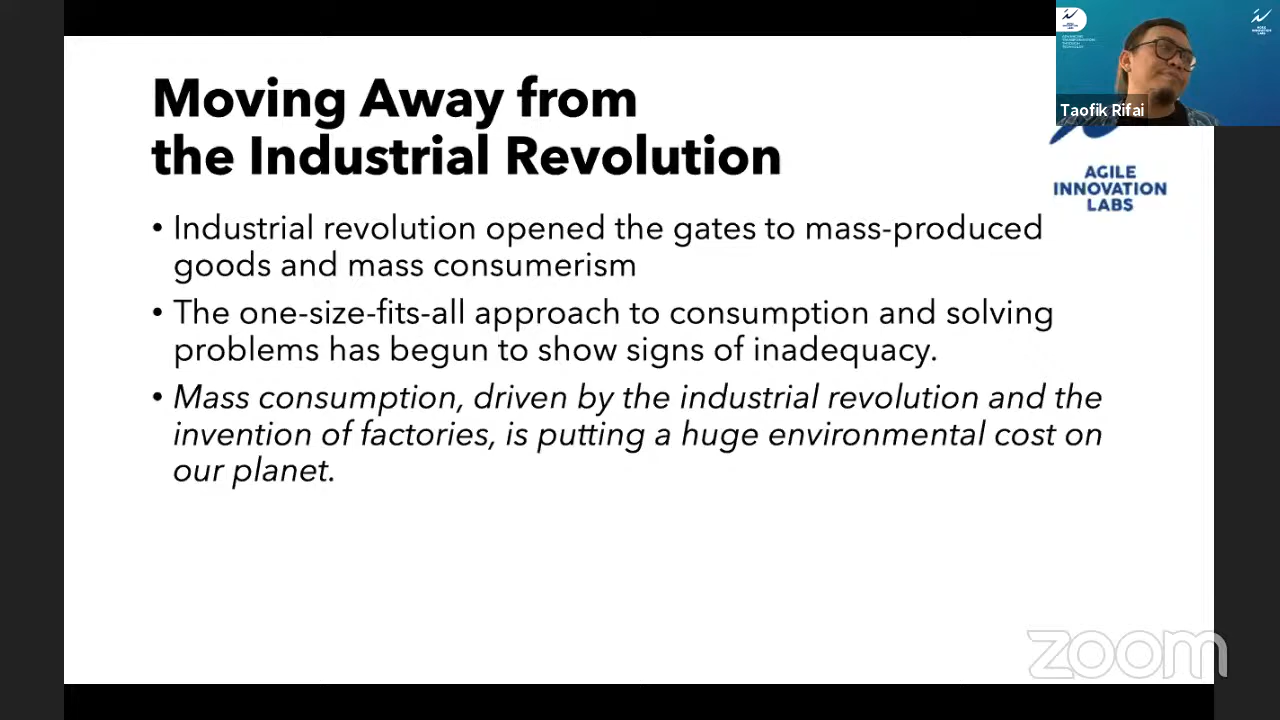 Moving Away from
the Industrial Revolution
• Industrial revolution opened the gates to mass-produced
goods and mass consumerism
• The one-size-fits-all approach to consumption and solving
problems has begun to show signs of inadequacy.
• Mass consumption, driven by the industrial revolution and the
invention of factories, is putting a huge environmental cost on
our planet.
Taofik Rifai
AGILE
INNOVATION
LABS
zoom